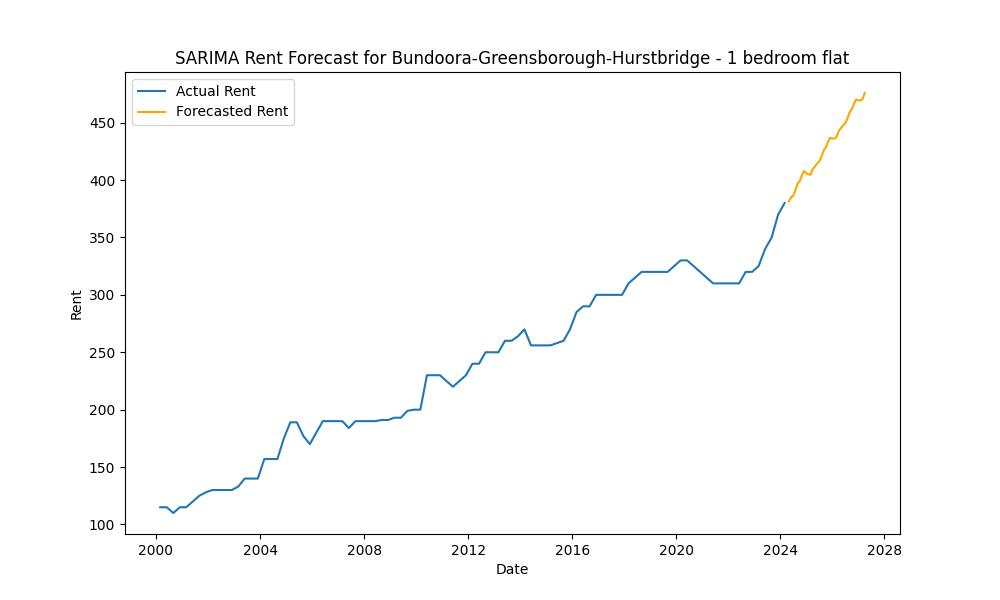 SARIMA Rent Forecast for Bundoora-Greensborough-Hurstbridge - 1 bedroom flat
Actual Rent
Forecasted Rent
450
400
350
300
250
200
150
100
Rent
2000 2004 2008 2012 2016 2020 2024 2028
Date